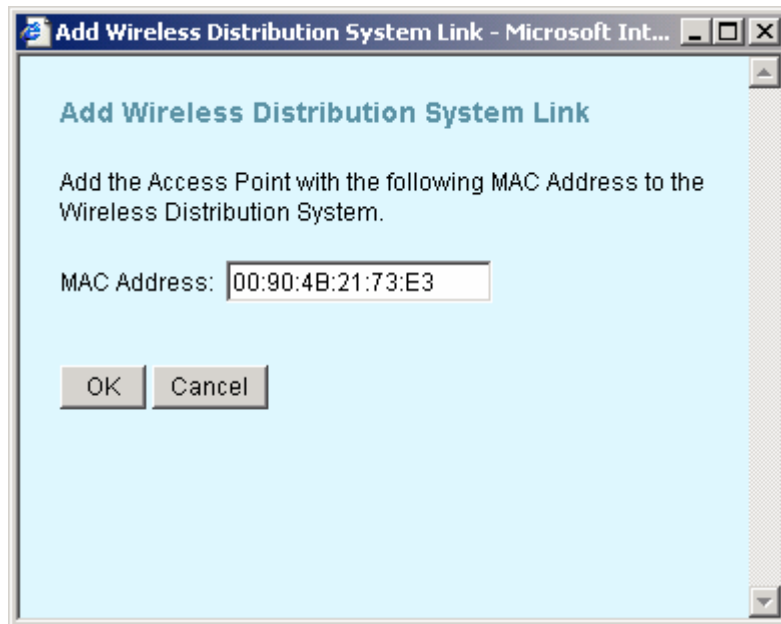 Add Wireless Distribution System Link - Microsoft Int...
Add Wireless Distribution System Link
Add the Access Point with the following MAC Address to the
Wireless Distribution System.
MAC Address: 00:90:4B:21:73:E3
OK Cancel